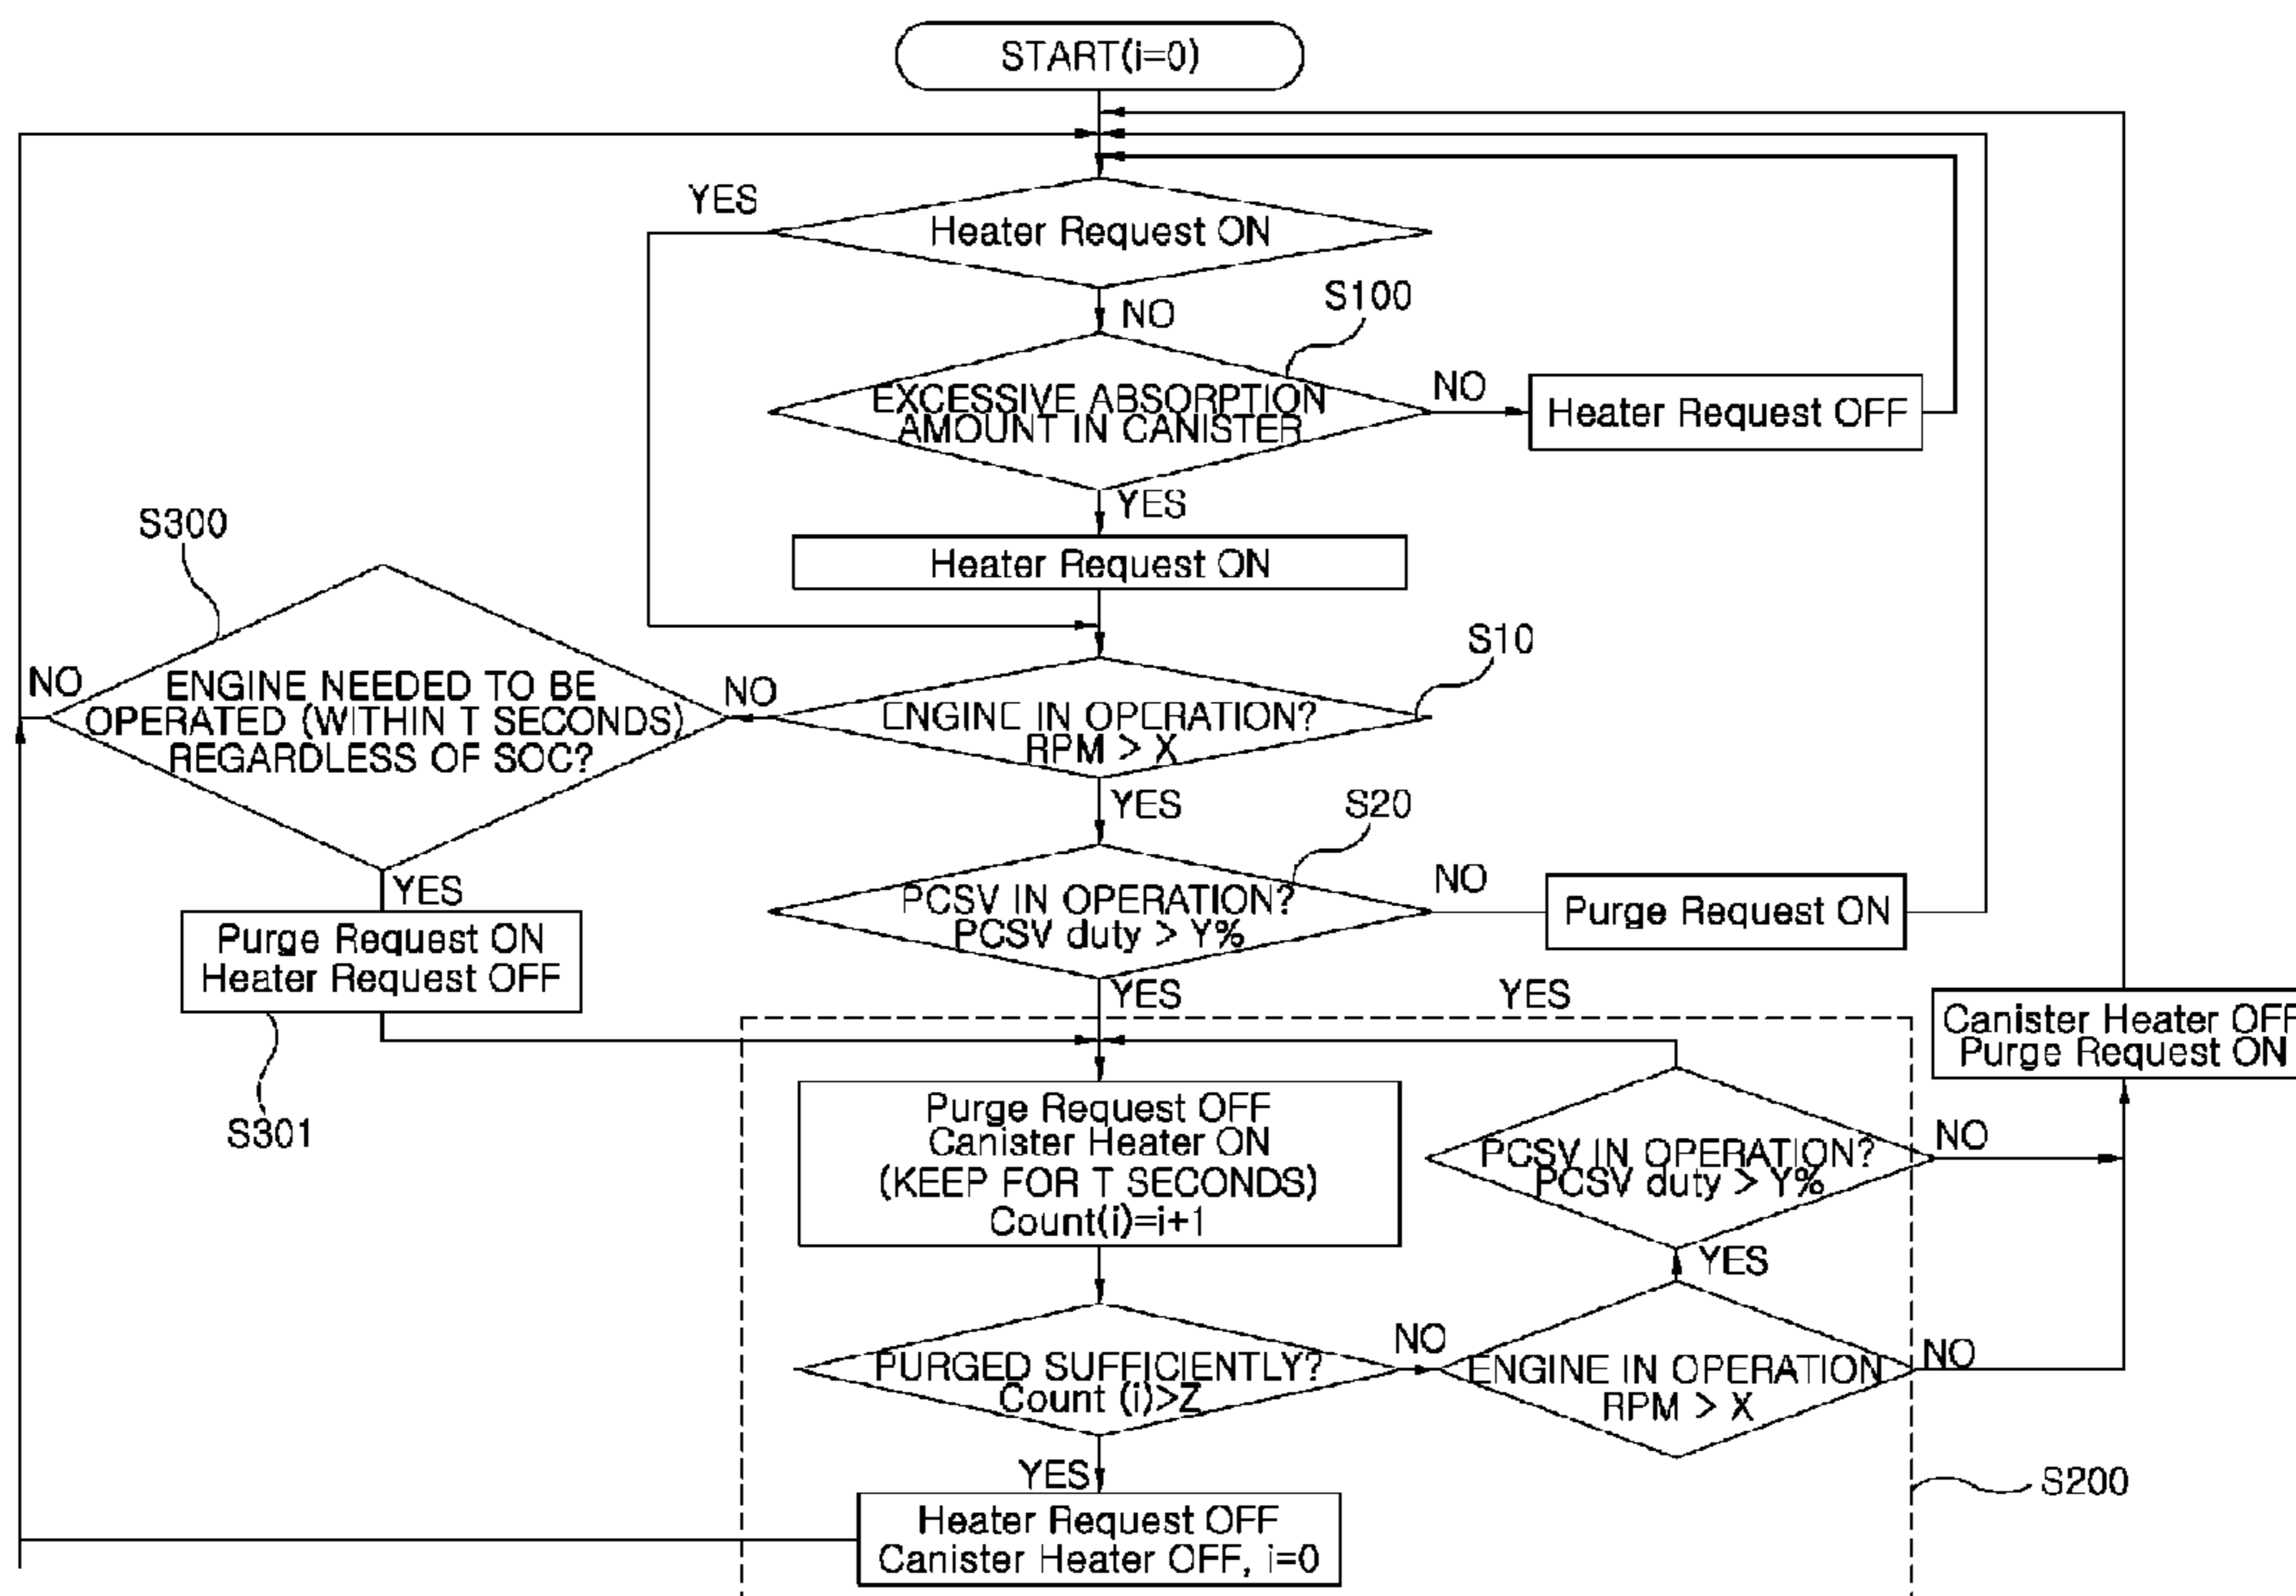 START(i=0)
YES
Heater Request ON
S100
NO
EXCESSIVE ABSORPTION
AMOUNT IN CANISTER
NO
Heater Request OFF
YES
S300
Heater Request ON
S10
NO
ENGINE NEEDED TO BE
OPERATED (WITHIN T SECONDS)
REGARDLESS OF SOC?
NO
ENGINE IN OPERATION?
RPM > X
YES
S20
YES
PCSV IN OPERATION?
PCSV duty > Y%
NO
Purge Request ON
Purge Request ON
Heater Request OFF
YES
YES
Canister Heater OFF
Purge Request ON
S301
Purge Request OFF
Canister Heater ON
(KEEP FOR T SECONDS)
Count(i)=i+1
PCSV IN OPERATION?
PCSV duty > Y%
NO
YES
PURGED SUFFICIENTLY?
Count (i)>Z
NO
ENGINE IN OPERATION
RPM > X
NO
YES
S200
Heater Request OFF
Canister Heater OFF, i=0